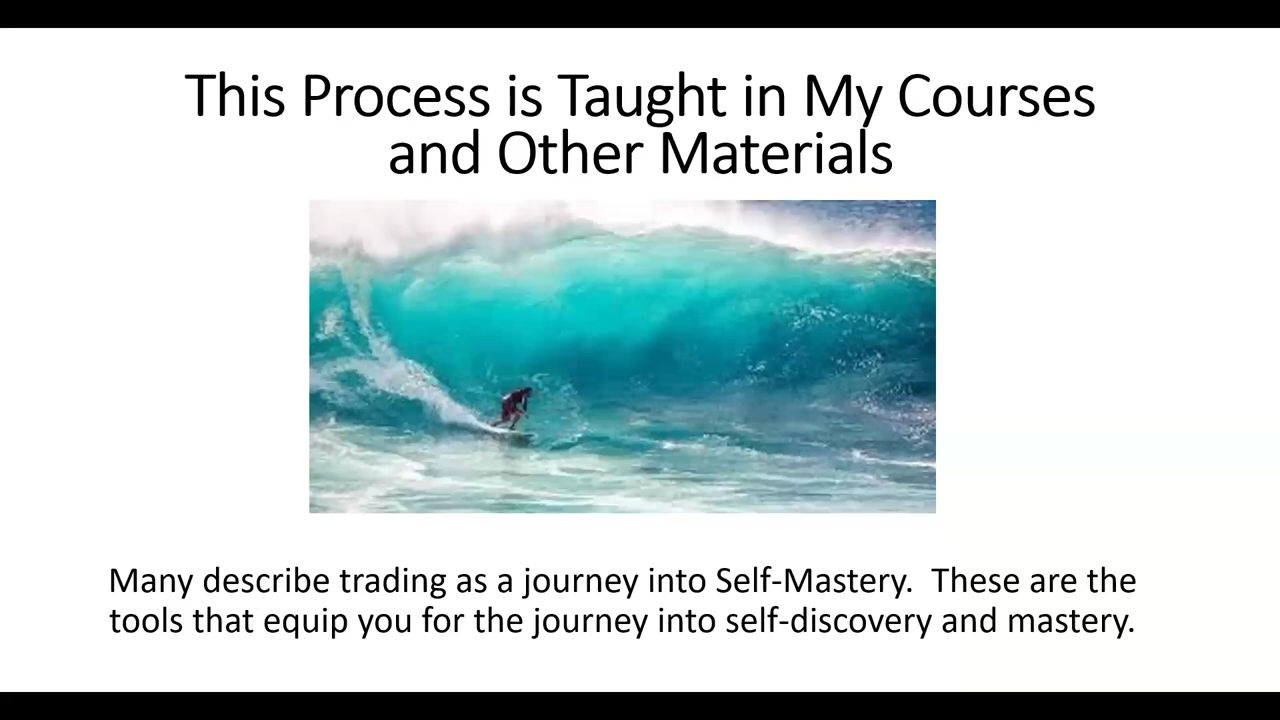 This Process is Taught in My Courses
and Other Materials
Many describe trading as a journey into Self-Mastery.  These are the
tools that equip you for the journey into self-discovery and mastery.